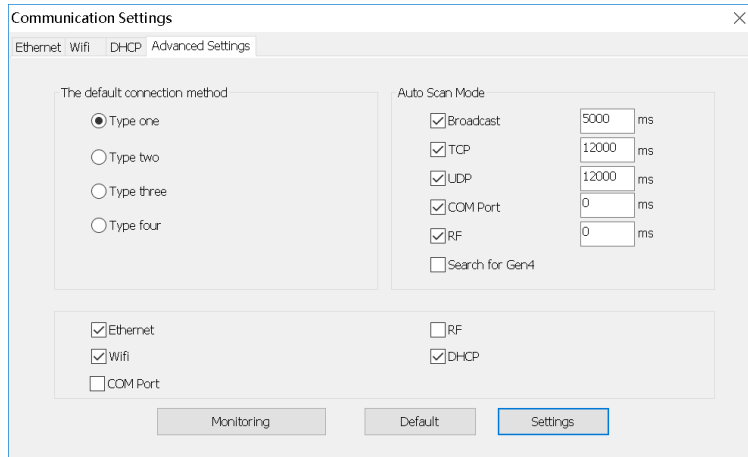 Communication Settings
Ethernet Wifi DHCP Advanced Settings
The default connection method
Type one
Type two
Type three
Type four
Auto Scan Mode
Broadcast 5000 ms
TCP 12000 ms
UDP 12000 ms
COM Port 0 ms
RF 0 ms
Search for Gen4
Ethernet RF
Wifi DHCP
COM Port
Monitoring Default Settings